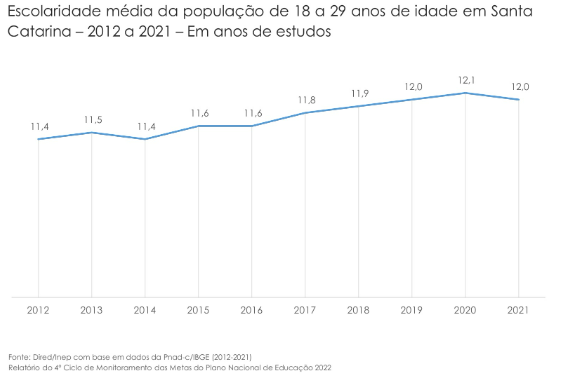 Escolaridade média da população de 18 a 29 anos de idade em Santa
Catarina – 2012 a 2021 – Em anos de estudos
11,4 11,5 11,4 11,6 11,6 11,8 11,9 12,0 12,1 12,0
2012 2013 2014 2015 2016 2017 2018 2019 2020 2021
Fonte: Dired/Inep com base em dados da Pnad-c/IBGE (2012-2021)
Relatório do 4º Ciclo de Monitoramento das Metas do Plano Nacional de Educação 2022